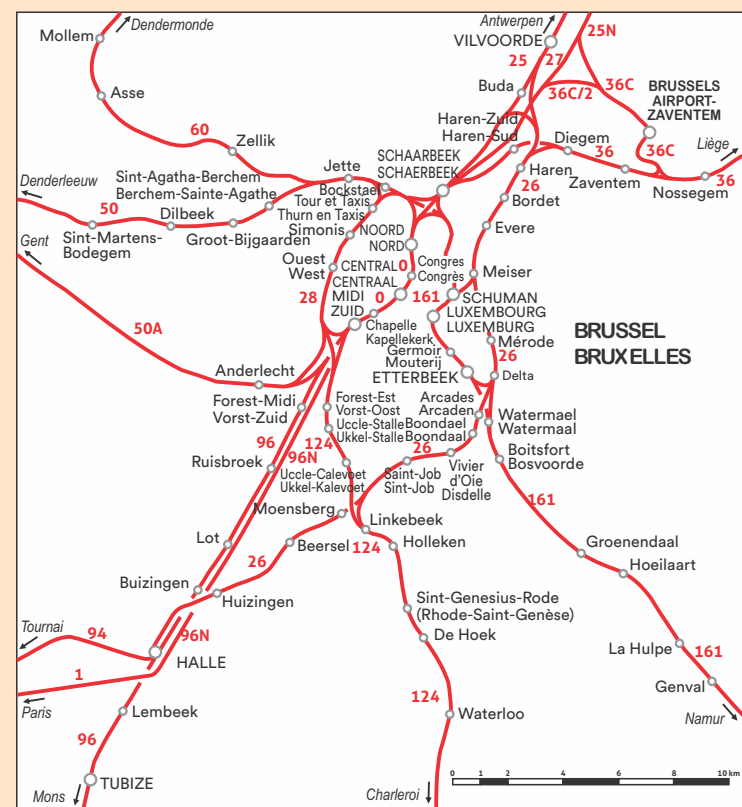 Dendermonde
Mollem
Asse
60
Zellik
Antwerpen
VILVOORDE
25N
25
27
Buda
36C/2
36C
BRUSSELS
AIRPORT-
ZAVENTEM
36C
Liège
Haren-Zuid
Haren-Sud
Diegem
36
Zaventem
Nossegem
36
Haren
26
Bordet
Evere
Meiser
SCHAARBEEK
SCHAERBEEK
Jette
Bockstael
Tour et Taxis
Thurn en Taxis
Simonis
Sint-Agatha-Berchem
Berchem-Sainte-Agathe
Denderleeuw
50
Dilbeek
Sint-Martens-
Bodegem
Groot-Bijgaarden
Gent
50A
NOORD
NORD
Ouest
West
CENTRAL
CENTRAAL
0
Congres
Congrès
MIDI
ZUID
0
161
28
Chapelle
Kapellekerk
SCHUMAN
LUXEMBOURG
LUXEMBURG
Mérode
26
BRUSSEL
BRUXELLES
Germoir
Mouterij
ETTERBEEK
Delta
Anderlecht
Forest-Midi
Vorst-Zuid
Forest-Est
Vorst-Oost
Uccle-Stalle
Ukkel-Stalle
Arcades
Arcaden
Boondael
Boondaal
Watermael
Watermaal
96
96N
124
26
Ruisbroek
Uccle-Calevoet
Ukkel-Kalevoet
Saint-Job
Sint-Job
Vivier
d'Oie
Disdelle
Boitsfort
Bosvoorde
161
Moensberg
Linkebeek
Lot
Beersel
124
Holleken
Groenendaal
Hoeilaart
26
Buizingen
Huizingen
Sint-Genesius-Rode
(Rhode-Saint-Genèse)
De Hoek
Tournai
94
96N
HALLE
1
Paris
La Hulpe
161
Genval
Namur
Lembeek
124
Waterloo
96
TUBIZE
Mons
Charleroi
0 1 2 4 6 8 10 km